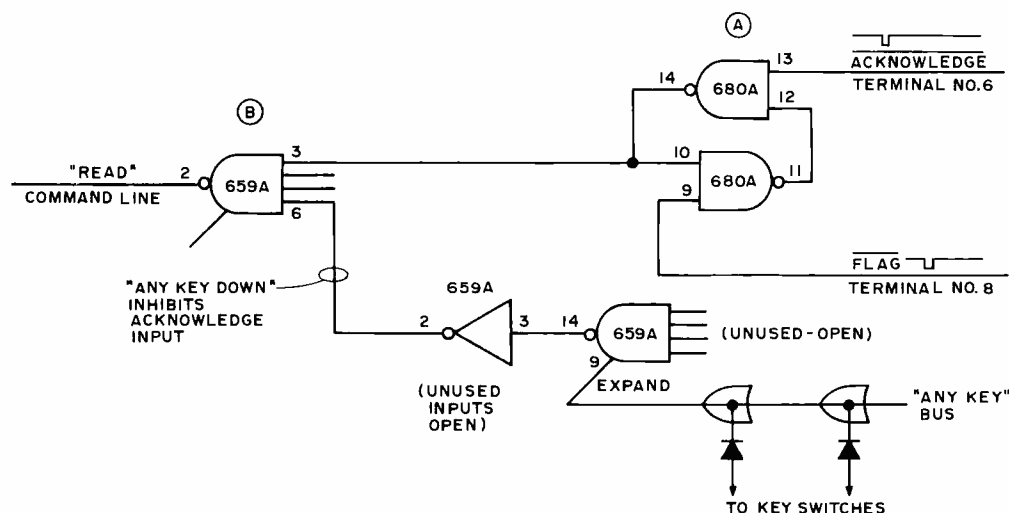 A
ACKNOWLEDGE
TERMINAL NO.6
13
14
680A
12
B
"READ"
COMMAND LINE
2
3
659A
6
10
680A
11
9
FLAG
TERMINAL NO. 8
"ANY KEY DOWN"
INHIBITS
ACKNOWLEDGE
INPUT
659A
2
3
14
659A
9
(UNUSED-OPEN)
EXPAND
(UNUSED
INPUTS
OPEN)
"ANY KEY"
BUS
TO KEY SWITCHES